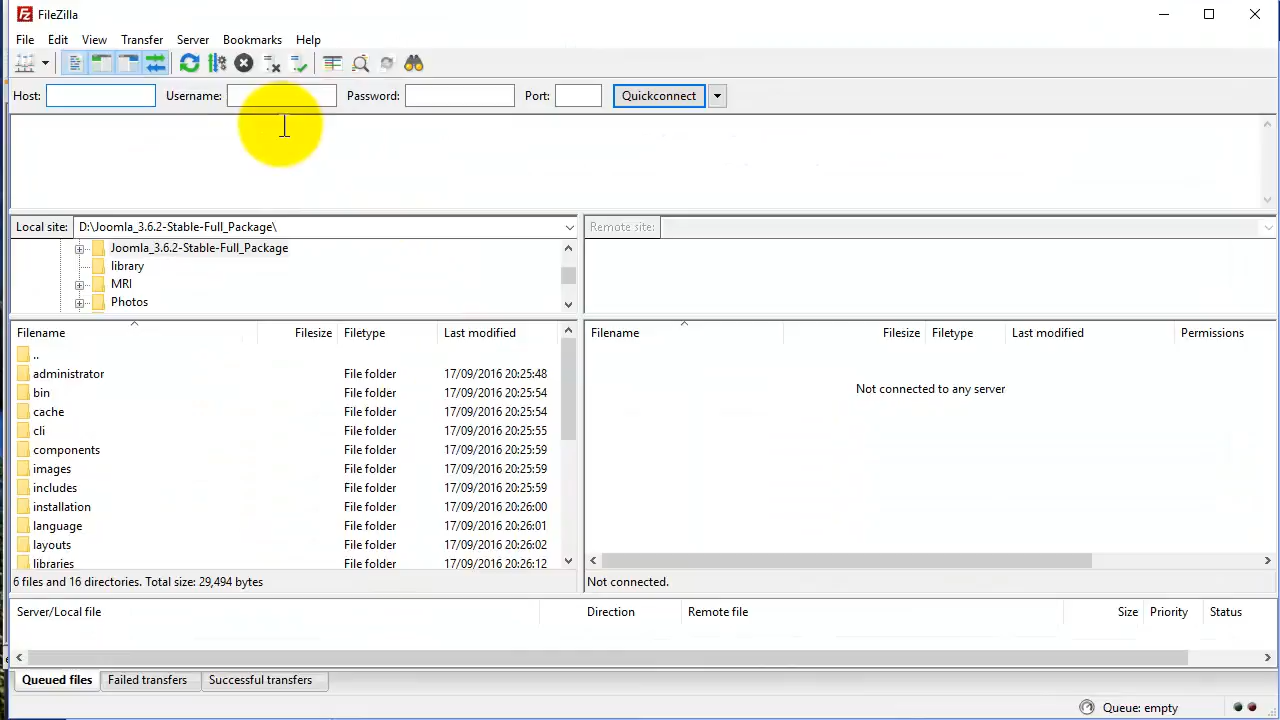 FileZilla
File Edit View Transfer Server Bookmarks Help
Host: Username: Password: Port: Quickconnect
Local site: D:\Joomla_3.6.2-Stable-Full_Package\
Joomla_3.6.2-Stable-Full_Package
library
MRI
Photos
Filename Filesize Filetype Last modified
..
administrator File folder 17/09/2016 20:25:48
bin File folder 17/09/2016 20:25:54
cache File folder 17/09/2016 20:25:54
cli File folder 17/09/2016 20:25:55
components File folder 17/09/2016 20:25:59
images File folder 17/09/2016 20:25:59
includes File folder 17/09/2016 20:25:59
installation File folder 17/09/2016 20:26:00
language File folder 17/09/2016 20:26:01
layouts File folder 17/09/2016 20:26:02
libraries File folder 17/09/2016 20:26:12
6 files and 16 directories. Total size: 29,494 bytes
Remote site:
Filename Filesize Filetype Last modified Permissions
Not connected to any server
Not connected.
Server/Local file Direction Remote file Size Priority Status
Queued files Failed transfers Successful transfers
Queue: empty